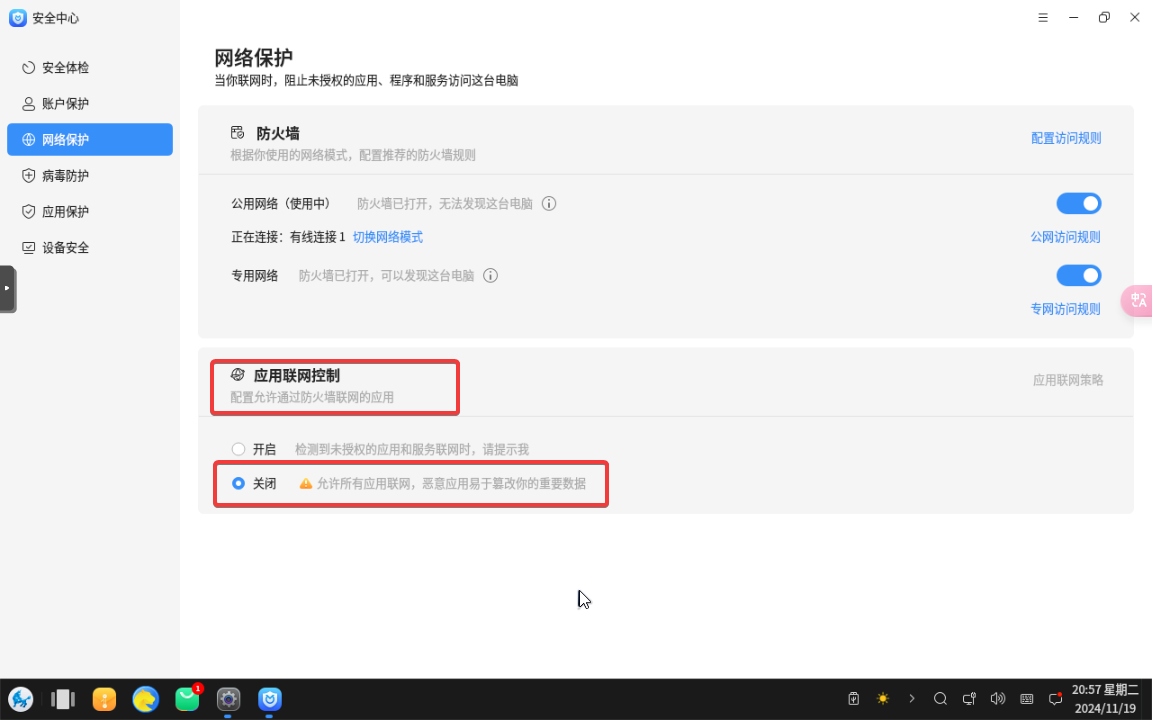 安全中心
安全体检
账户保护
网络保护
病毒防护
应用保护
设备安全
网络保护
当你联网时，阻止未授权的应用、程序和服务访问这台电脑
防火墙
配置访问规则
根据你使用的网络模式，配置推荐的防火墙规则
公用网络（使用中） 防火墙已打开，无法发现这台电脑
正在连接：有线连接 1 切换网络模式
公网访问规则
专用网络 防火墙已打开，可以发现这台电脑
专网访问规则
应用联网控制
应用联网策略
配置允许通过防火墙联网的应用
开启 检测到未授权的应用和服务联网时，请提示我
关闭 允许所有应用联网，恶意应用易于篡改你的重要数据
中文
CA
1
20:57 星期二
2024/11/19